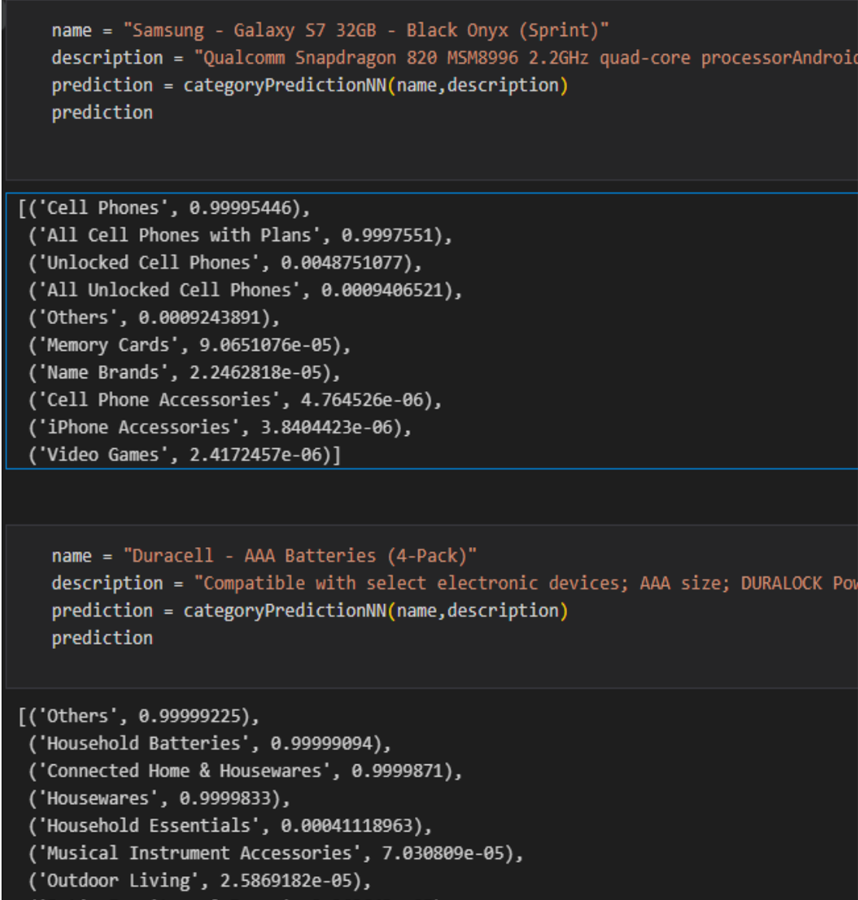 name = "Samsung - Galaxy S7 32GB - Black Onyx (Sprint)"
description = "Qualcomm Snapdragon 820 MSM8996 2.2GHz quad-core processorAndroid
prediction = categoryPredictionNN(name,description)
prediction
[('Cell Phones', 0.99995446),
('All Cell Phones with Plans', 0.9997551),
('Unlocked Cell Phones', 0.0048751077),
('All Unlocked Cell Phones', 0.0009406521),
('Others', 0.0009243891),
('Memory Cards', 9.0651076e-05),
('Name Brands', 2.2462818e-05),
('Cell Phone Accessories', 4.764526e-06),
('iPhone Accessories', 3.8404423e-06),
('Video Games', 2.4172457e-06)]
name = "Duracell - AAA Batteries (4-Pack)"
description = "Compatible with select electronic devices; AAA size; DURALOCK Pow
prediction = categoryPredictionNN(name,description)
prediction
[('Others', 0.99999225),
('Household Batteries', 0.99999094),
('Connected Home & Housewares', 0.9999871),
('Housewares', 0.9999833),
('Household Essentials', 0.00041118963),
('Musical Instrument Accessories', 7.030809e-05),
('Outdoor Living', 2.5869182e-05),